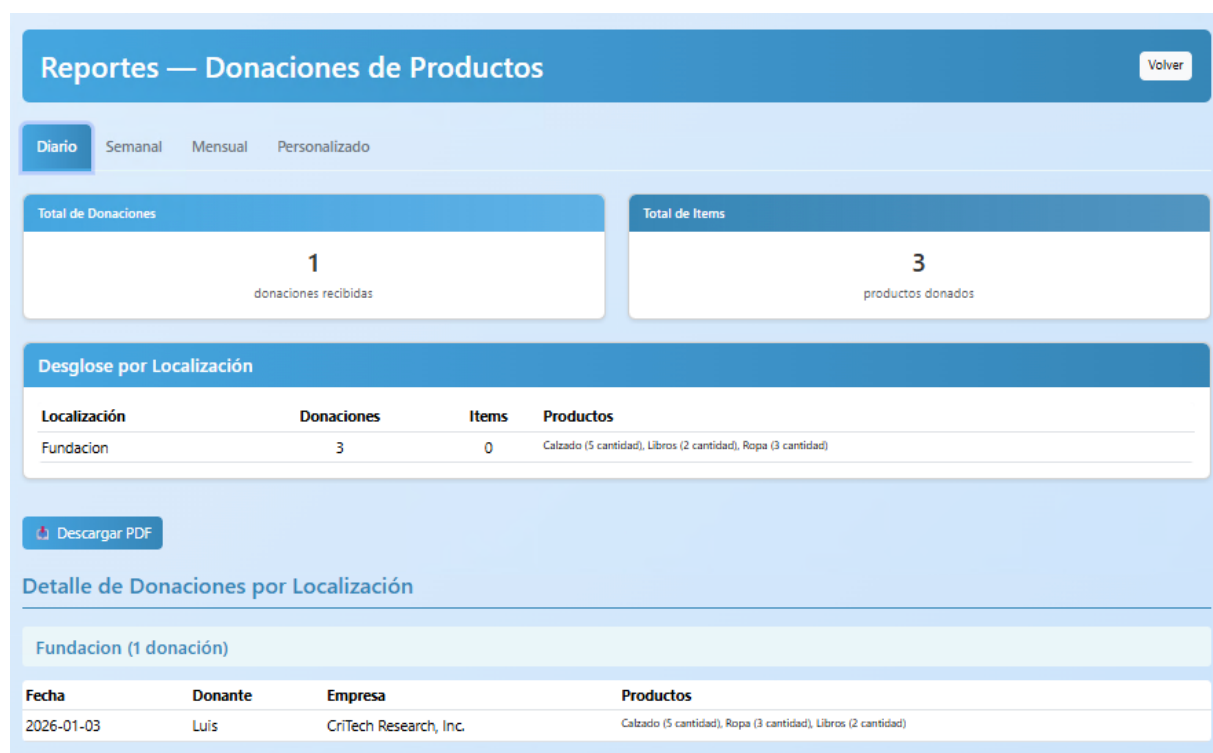 Reportes — Donaciones de Productos
Volver
Diario Semanal Mensual Personalizado
Total de Donaciones
1
donaciones recibidas
Total de Items
3
productos donados
Desglose por Localización
Localización Donaciones Items Productos
Fundacion 3 0 Calzado (5 cantidad), Libros (2 cantidad), Ropa (3 cantidad)
Descargar PDF
Detalle de Donaciones por Localización
Fundacion (1 donación)
Fecha Donante Empresa Productos
2026-01-03 Luis CriTech Research, Inc. Calzado (5 cantidad), Ropa (3 cantidad), Libros (2 cantidad)